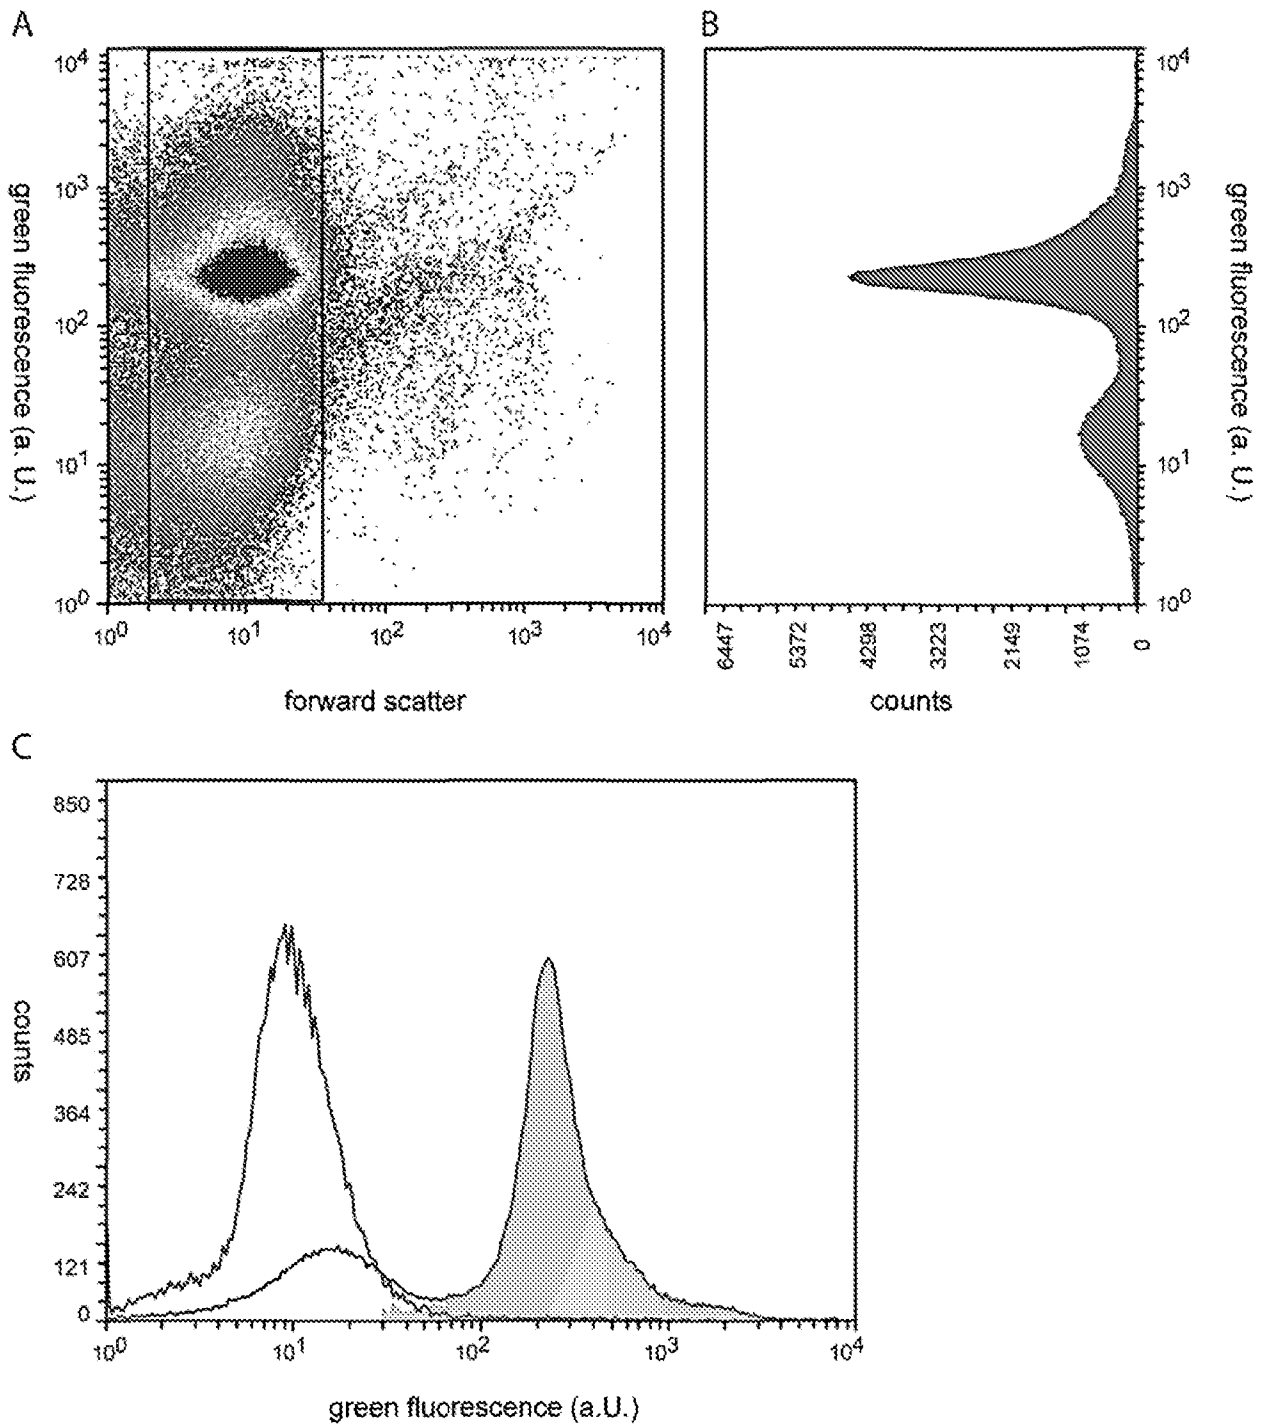 A
B
10⁴
10³
10²
10¹
10⁰
green fluorescence (a. U.)
10⁰ 10¹ 10² 10³ 10⁴
forward scatter
10⁴
10³
10²
10¹
10⁰
green fluorescence (a. U.)
6447 5372 4298 3223 2149 1074 0
counts
C
850
728
607
485
364
242
121
0
counts
10⁰ 10¹ 10² 10³ 10⁴
green fluorescence (a.U.)